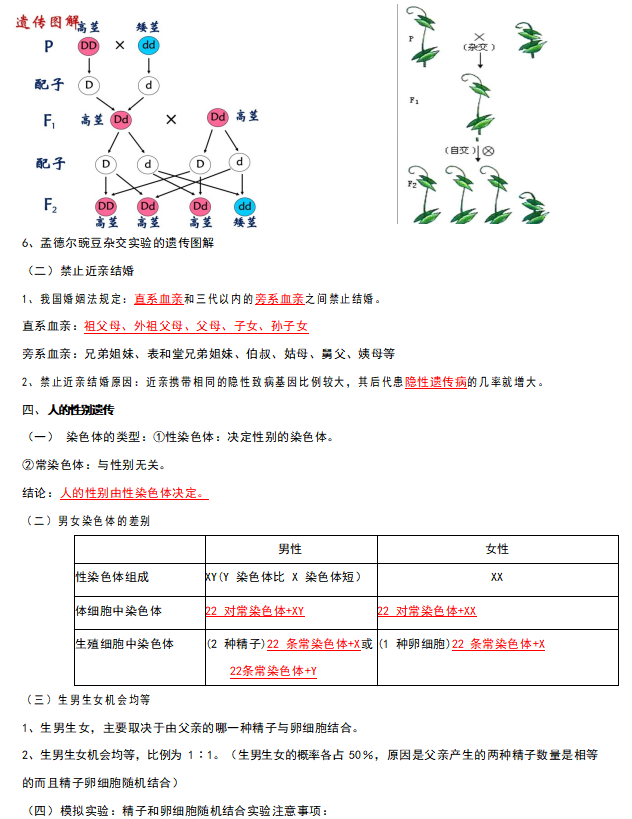 遗传图解
高茎 矮茎
P DD × dd
配子 D d
F1 高茎 Dd × Dd 高茎
配子 D d D d
F2 DD Dd Dd dd
高茎 高茎 高茎 矮茎
P × (杂交)
F1
(自交) ⊗
F2
6、孟德尔豌豆杂交实验的遗传图解
（二）禁止近亲结婚
1、我国婚姻法规定：直系血亲和三代以内的旁系血亲之间禁止结婚。
直系血亲：祖父母、外祖父母、父母、子女、孙子女
旁系血亲：兄弟姐妹、表和堂兄弟姐妹、伯叔、姑母、舅父、姨母等
2、禁止近亲结婚原因：近亲携带相同的隐性致病基因比例较大，其后代患隐性遗传病的几率就增大。
四、人的性别遗传
（一） 染色体的类型：①性染色体：决定性别的染色体。
②常染色体：与性别无关。
结论：人的性别由性染色体决定。
（二）男女染色体的差别
男性 女性
性染色体组成 XY(Y 染色体比 X 染色体短） XX
体细胞中染色体 22 对常染色体+XY 22 对常染色体+XX
生殖细胞中染色体 (2 种精子)22 条常染色体+X或 (1 种卵细胞)22 条常染色体+X
22条常染色体+Y
（三）生男生女机会均等
1、生男生女，主要取决于由父亲的哪一种精子与卵细胞结合。
2、生男生女机会均等，比例为 1∶1。（生男生女的概率各占 50%，原因是父亲产生的两种精子数量是相等
的而且精子卵细胞随机结合）
（四）模拟实验：精子和卵细胞随机结合实验注意事项：